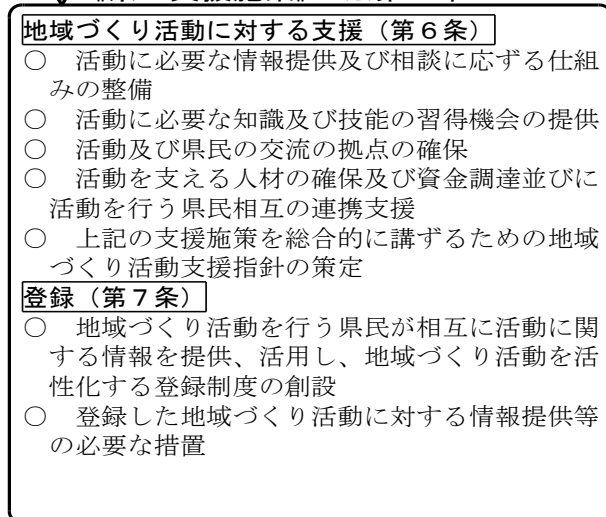 地域づくり活動に対する支援（第６条）
○　活動に必要な情報提供及び相談に応ずる仕組
みの整備
○　活動に必要な知識及び技能の習得機会の提供
○　活動及び県民の交流の拠点の確保
○　活動を支える人材の確保及び資金調達並びに
活動を行う県民相互の連携支援
○　上記の支援施策を総合的に講ずるための地域
づくり活動支援指針の策定
登録（第７条）
○　地域づくり活動を行う県民が相互に活動に関
する情報を提供、活用し、地域づくり活動を活
性化する登録制度の創設
○　登録した地域づくり活動に対する情報提供等
の必要な措置